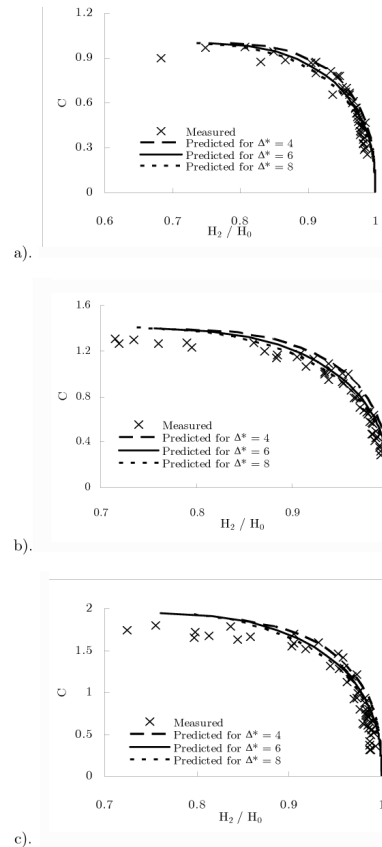 1.2
0.9
C 0.6
× Measured
Predicted for Δ* = 4
Predicted for Δ* = 6
0.3
Predicted for Δ* = 8
0
0.6 0.7 0.8 0.9 1
H2 / H0
a).
1.6
1.2
C 0.8
× Measured
0.4
Predicted for Δ* = 4
Predicted for Δ* = 6
Predicted for Δ* = 8
0
0.7 0.8 0.9 1
H2 / H0
b).
2
1.5
C 1
× Measured
0.5
Predicted for Δ* = 4
Predicted for Δ* = 6
Predicted for Δ* = 8
0
0.7 0.8 0.9 1
H2 / H0
c).